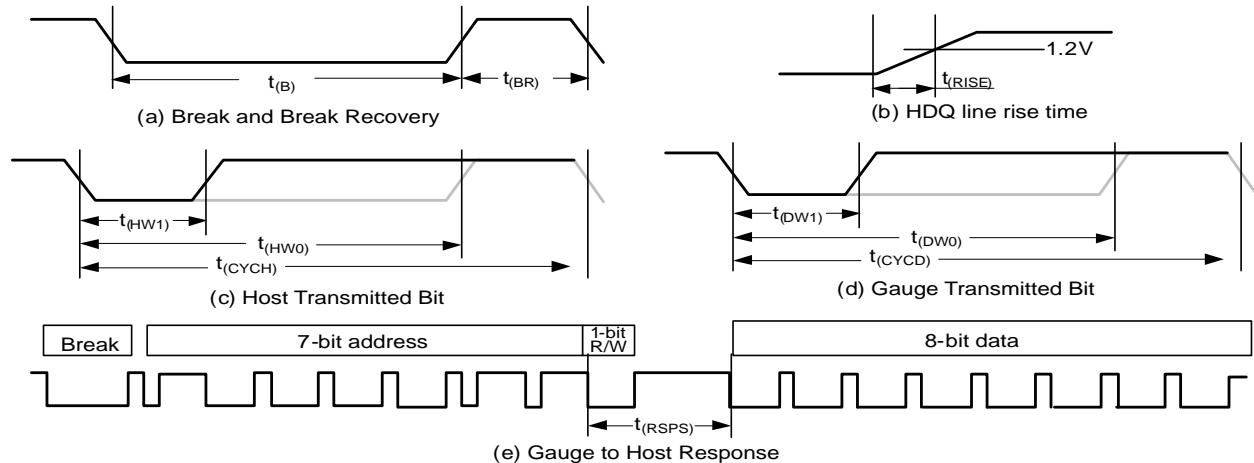 1.2V
t(RISE)
t(B)
t(BR)
(a) Break and Break Recovery
(b) HDQ line rise time
t(HW1)
t(HW0)
t(CYCH)
(c) Host Transmitted Bit
t(DW1)
t(DW0)
t(CYCD)
(d) Gauge Transmitted Bit
Break
7-bit address
1-bit
R/W
8-bit data
t(RSPS)
(e) Gauge to Host Response